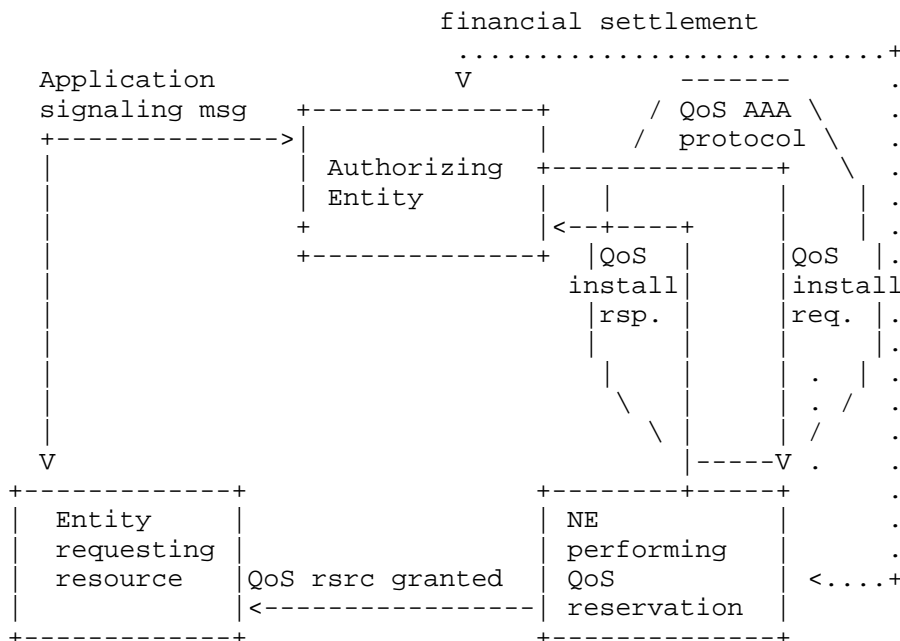 financial settlement
Application
signaling msg
QoS AAA
protocol
Authorizing
Entity
QoS
install
rsp.
QoS
install
req.
Entity
requesting
resource
QoS rsrc granted
NE
performing
QoS
reservation